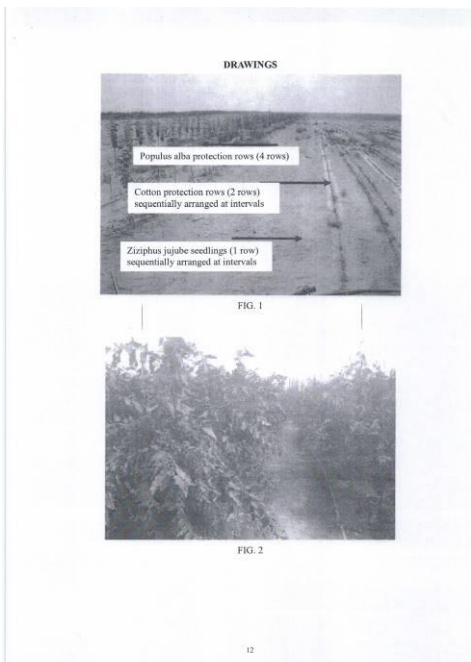 DRAWINGS
Populus alba protection rows (4 rows)
Cotton protection rows (2 rows)
sequentially arranged at intervals
Ziziphus jujube seedlings (1 row)
sequentially arranged at intervals
FIG. 1
FIG. 2
12